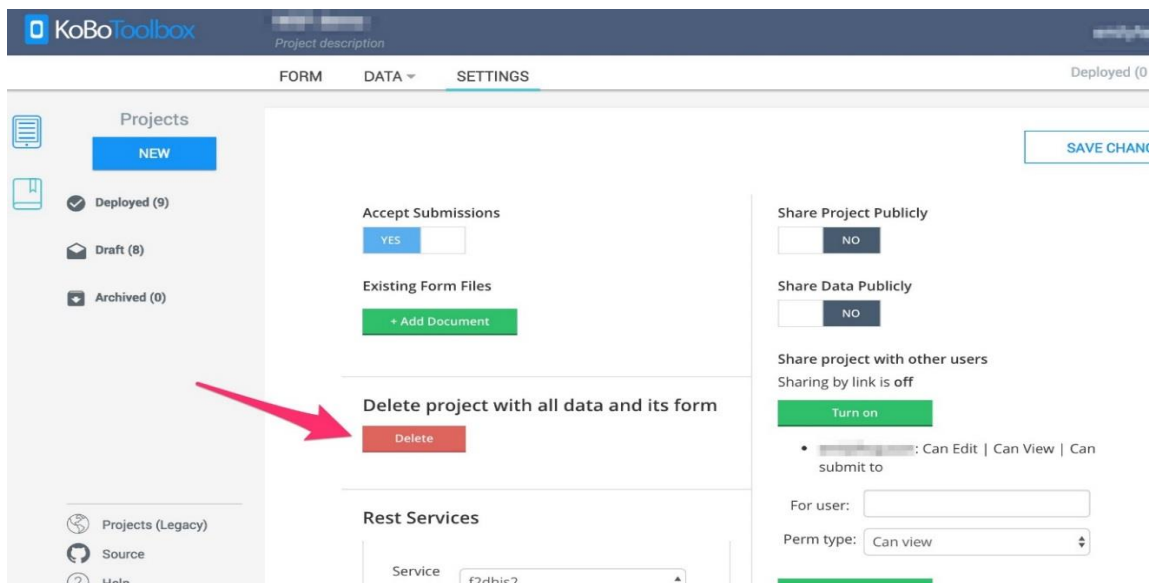 KoBoToolbox
Project description
FORM
DATA
SETTINGS
Deployed (0
Projects
NEW
Deployed (9)
Draft (8)
Archived (0)
Projects (Legacy)
Source
Help
SAVE CHANG
Accept Submissions
YES
Existing Form Files
+ Add Document
Delete project with all data and its form
Delete
Rest Services
Service
f2dhis2
Share Project Publicly
NO
Share Data Publicly
NO
Share project with other users
Sharing by link is off
Turn on
: Can Edit | Can View | Can
submit to
For user:
Perm type:
Can view